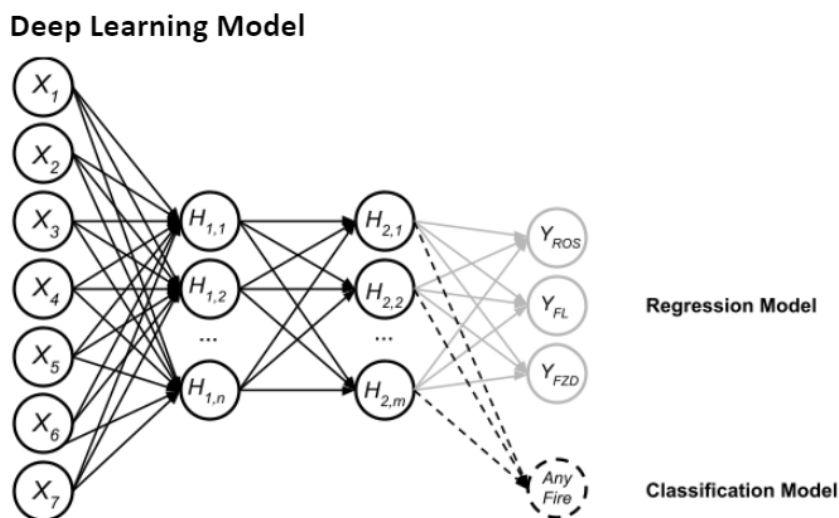 Deep Learning Model
X1
X2
X3
X4
X5
X6
X7
H1,1
H1,2
...
H1,n
H2,1
H2,2
...
H2,m
YROS
YFL
YFZD
Any
Fire
Regression Model
Classification Model